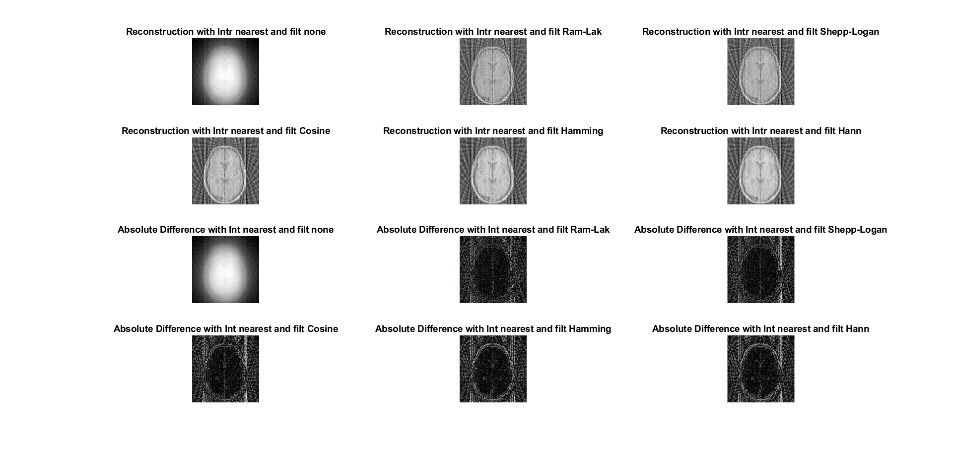 Reconstruction with Intr nearest and filt none
Reconstruction with Intr nearest and filt Ram-Lak
Reconstruction with Intr nearest and filt Shepp-Logan
Reconstruction with Intr nearest and filt Cosine
Reconstruction with Intr nearest and filt Hamming
Reconstruction with Intr nearest and filt Hann
Absolute Difference with Int nearest and filt none
Absolute Difference with Int nearest and filt Ram-Lak
Absolute Difference with Int nearest and filt Shepp-Logan
Absolute Difference with Int nearest and filt Cosine
Absolute Difference with Int nearest and filt Hamming
Absolute Difference with Int nearest and filt Hann